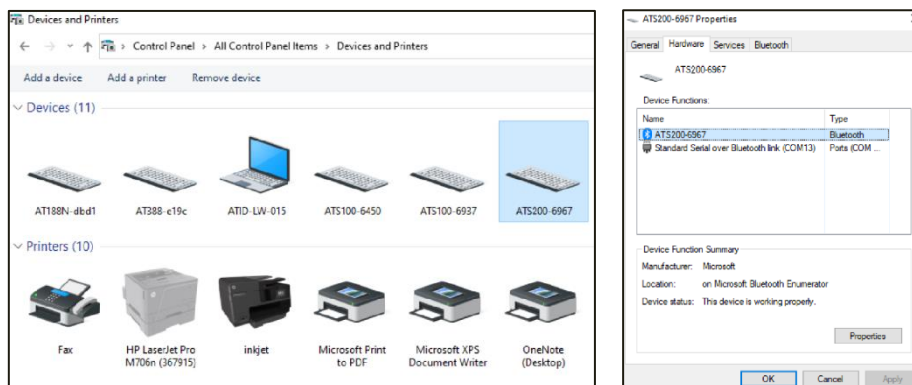 Devices and Printers
Control Panel > All Control Panel Items > Devices and Printers
Add a device Add a printer Remove device
Devices (11)
AT188N-dbd1 AT388-c19c ATID-LW-015 ATS100-6450 ATS100-6937 ATS200-6967
Printers (10)
Fax HP LaserJet Pro M706n (367915) inkjet Microsoft Print to PDF Microsoft XPS Document Writer OneNote (Desktop)
ATS200-6967 Properties
General Hardware Services Bluetooth
ATS200-6967
Device Functions:
Name Type
ATS200-6967 Bluetooth
Standard Serial over Bluetooth link (COM13) Ports (COM ...
Device Function Summary
Manufacturer: Microsoft
Location: on Microsoft Bluetooth Enumerator
Device status: This device is working properly.
Properties
OK Cancel Apply